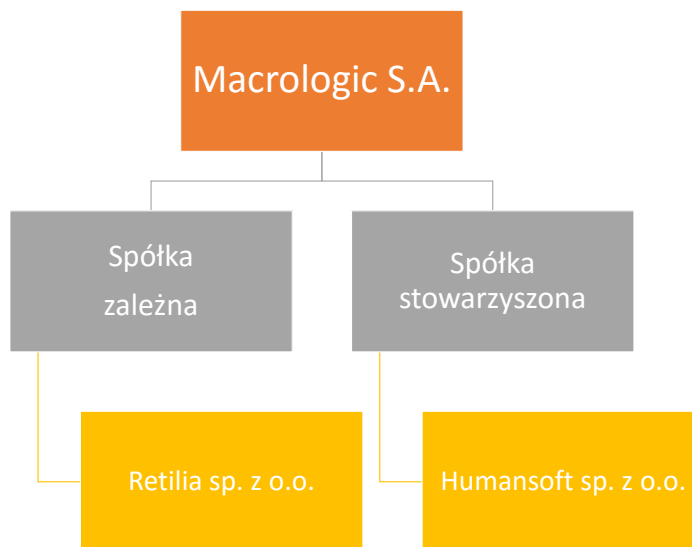 Macrologic S.A.
Spółka
zależna
Spółka
stowarzyszona
Retilia sp. z o.o.
Humansoft sp. z o.o.